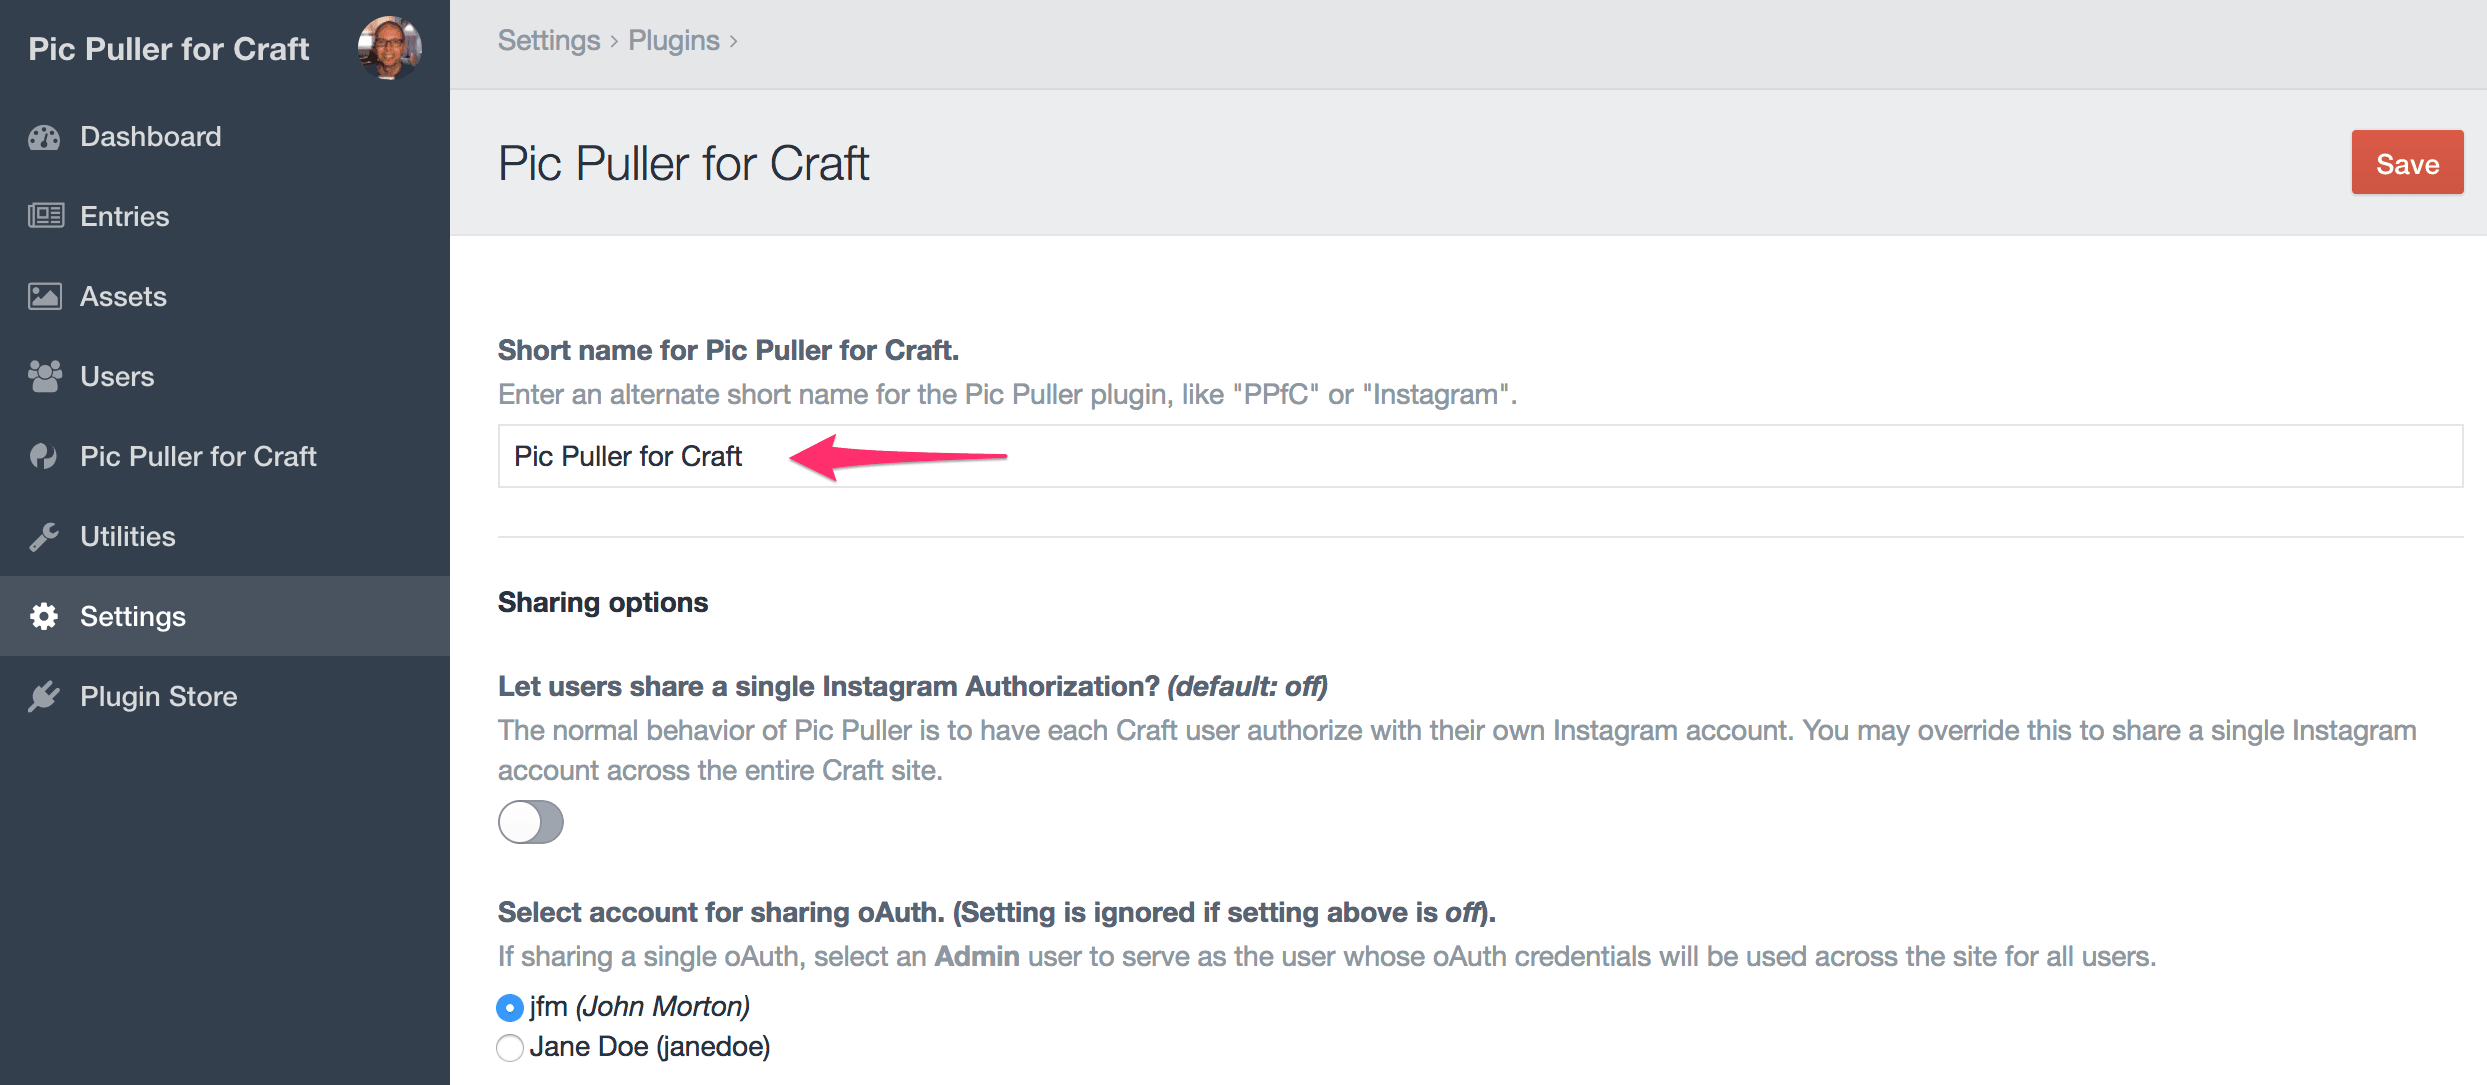 Pic Puller for Craft
Dashboard
Entries
Assets
Users
Pic Puller for Craft
Utilities
Settings
Plugin Store
Settings › Plugins ›
Pic Puller for Craft
Save
Short name for Pic Puller for Craft.
Enter an alternate short name for the Pic Puller plugin, like "PPfC" or "Instagram".
Pic Puller for Craft
Sharing options
Let users share a single Instagram Authorization? (default: off)
The normal behavior of Pic Puller is to have each Craft user authorize with their own Instagram account. You may override this to share a single Instagram
account across the entire Craft site.
Select account for sharing oAuth. (Setting is ignored if setting above is off).
If sharing a single oAuth, select an Admin user to serve as the user whose oAuth credentials will be used across the site for all users.
jfm (John Morton)
Jane Doe (janedoe)